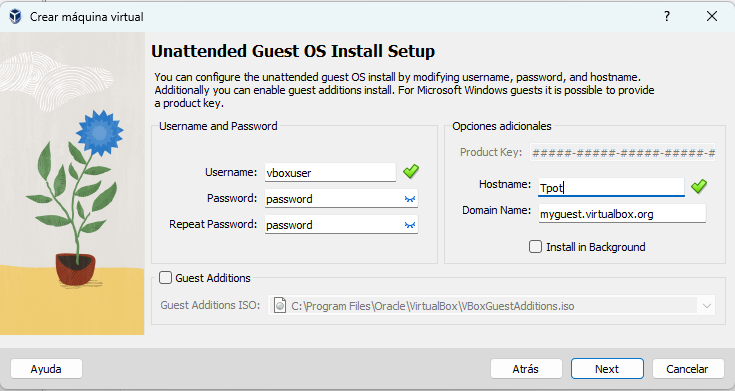 Crear máquina virtual
Unattended Guest OS Install Setup
You can configure the unattended guest OS install by modifying username, password, and hostname.
Additionally you can enable guest additions install. For Microsoft Windows guests it is possible to provide
a product key.
Username and Password
Username: vboxuser
Password: password
Repeat Password: password
Opciones adicionales
Product Key: #####-#####-#####-#####-#
Hostname: Tpot
Domain Name: myguest.virtualbox.org
Install in Background
Guest Additions
Guest Additions ISO: C:\Program Files\Oracle\VirtualBox\VBoxGuestAdditions.iso
Ayuda
Atrás
Next
Cancelar